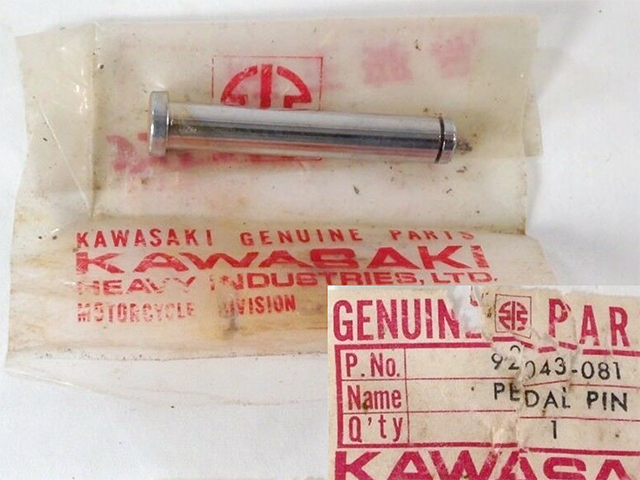 KAWASAKI GENUINE PARTS
KAWASAKI
HEAVY INDUSTRIES, LTD.
MOTORCYCLE DIVISION
GENUINE PAR
P.No. 92043-081
Name PEDAL PIN
Q'ty 1
KAWASA